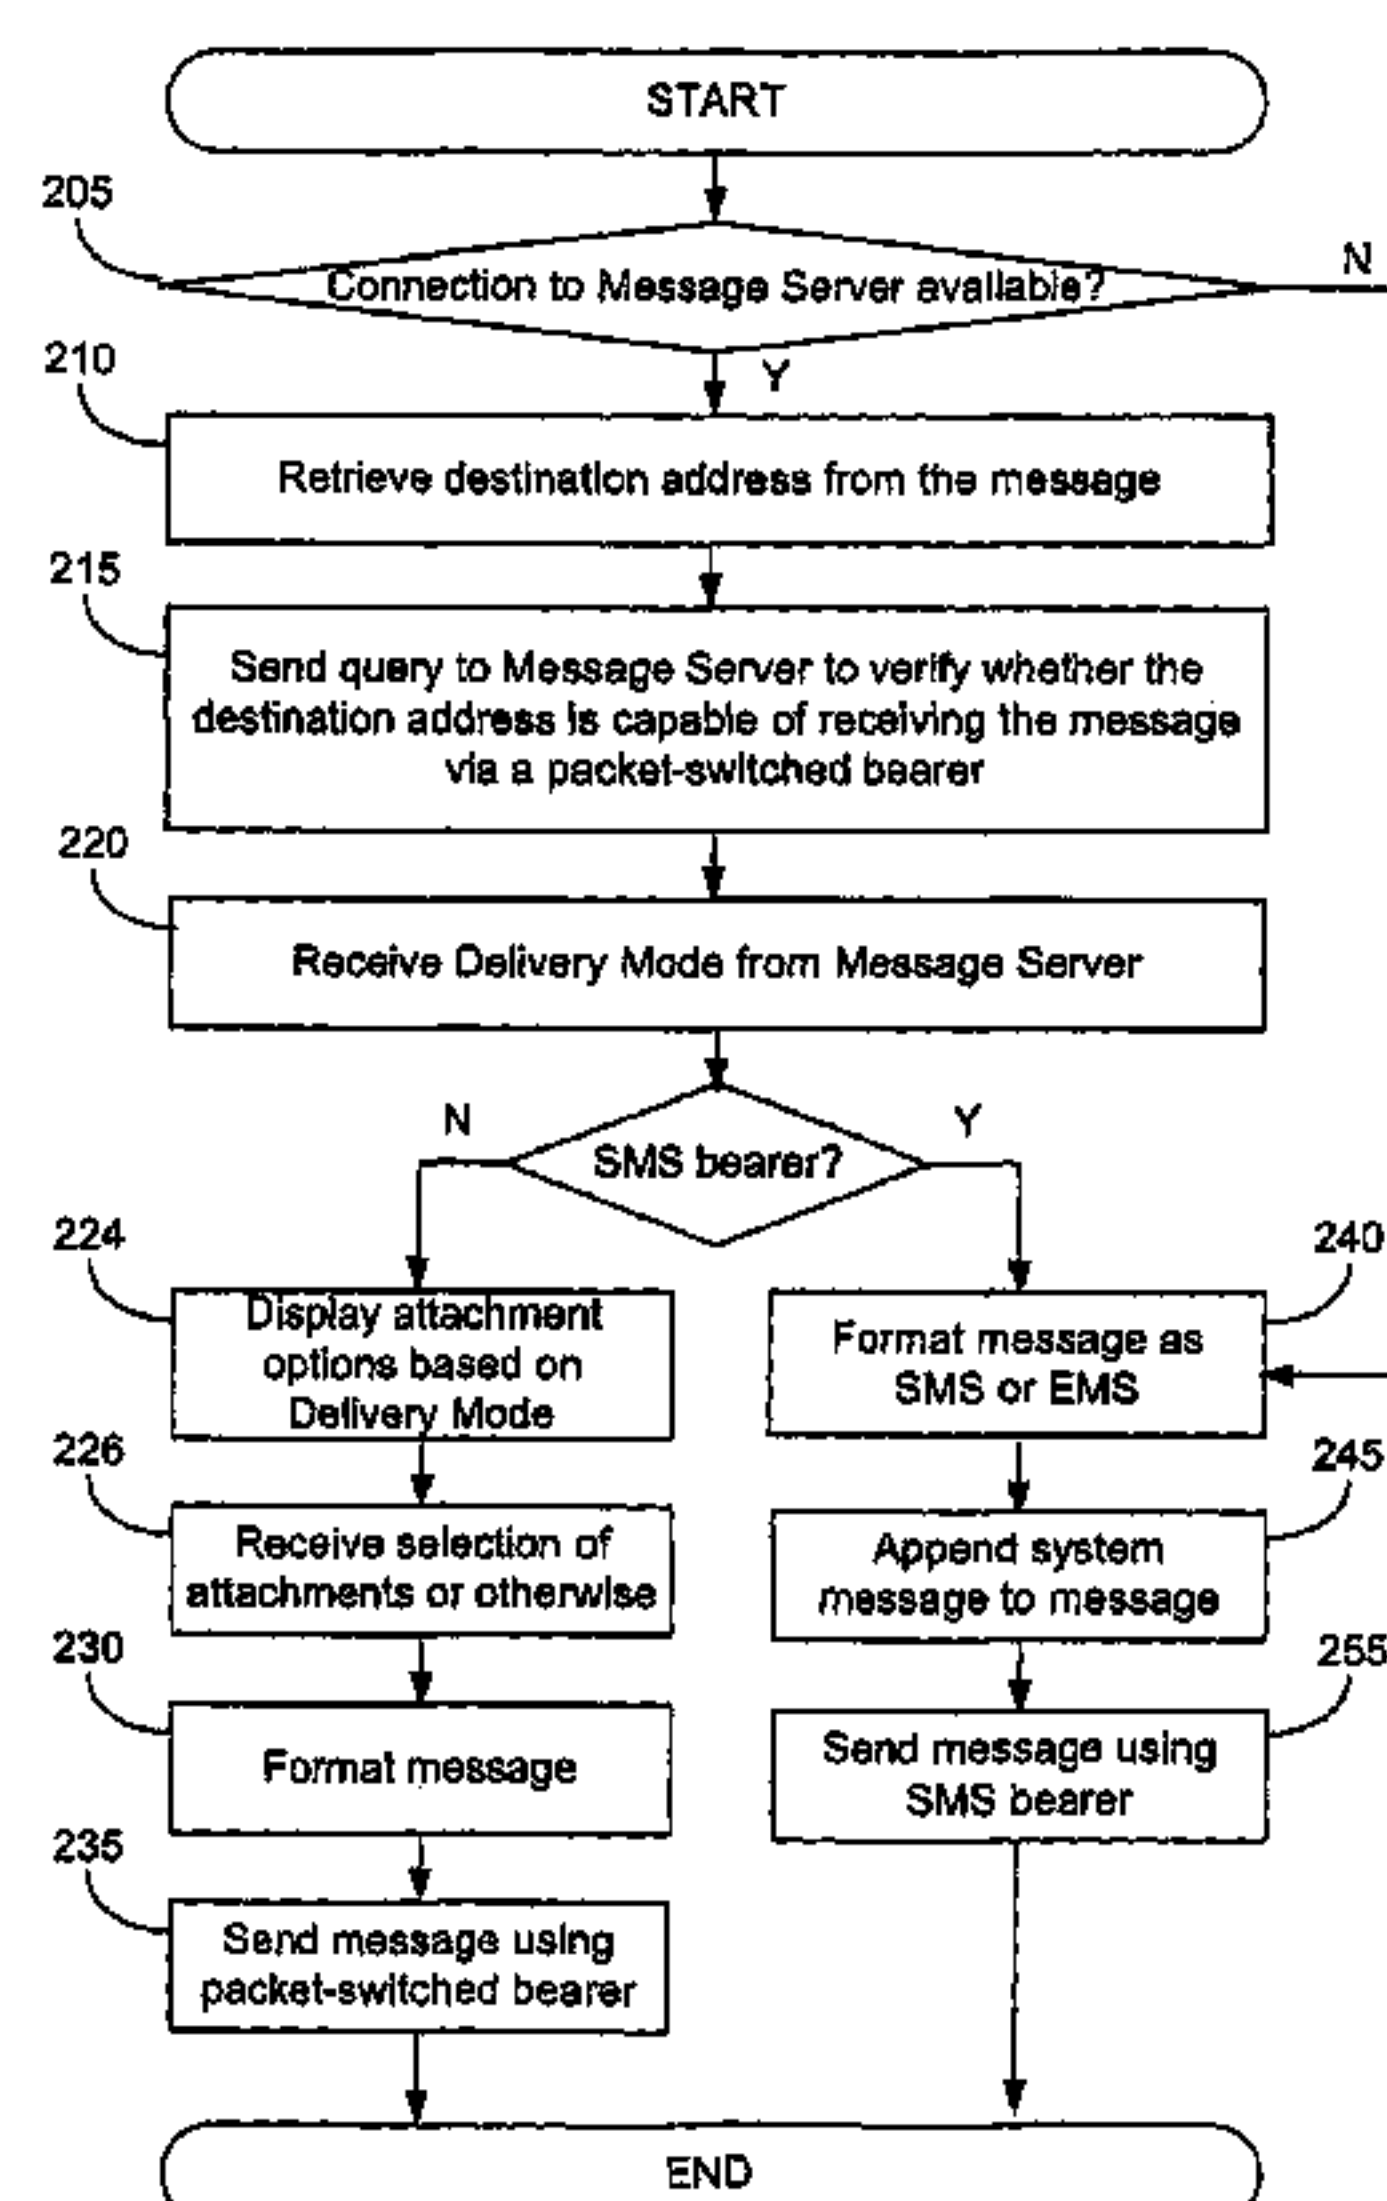 START
205
Connection to Message Server available?
N
210
Y
Retrieve destination address from the message
215
Send query to Message Server to verify whether the
destination address is capable of receiving the message
via a packet-switched bearer
220
Receive Delivery Mode from Message Server
N
Y
SMS bearer?
224
240
Display attachment
options based on
Delivery Mode
Format message as
SMS or EMS
226
245
Receive selection of
attachments or otherwise
Append system
message to message
230
255
Format message
Send message using
SMS bearer
235
Send message using
packet-switched bearer
END